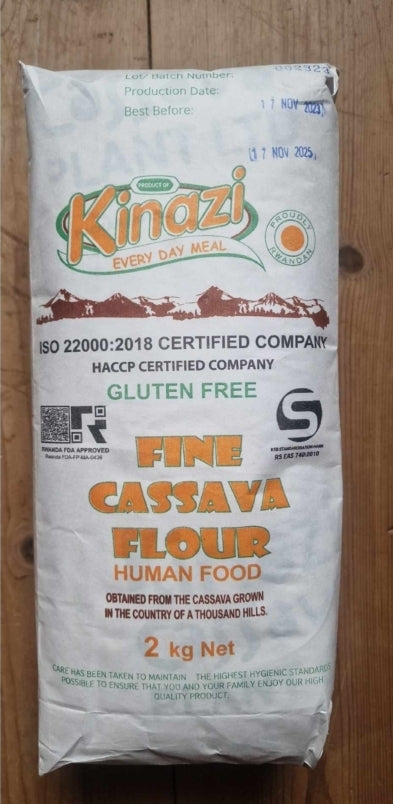 Lot/ Batch Number: 002323
Production Date: 17 NOV 2023
Best Before: 17 NOV 2025
PRODUCT OF
Kinazi
EVERY DAY MEAL
PROUDLY RWANDAN
ISO 22000:2018 CERTIFIED COMPANY
HACCP CERTIFIED COMPANY
GLUTEN FREE
RWANDA FDA APPROVED
S
RS EAS 740:2010
FINE
CASSAVA
FLOUR
HUMAN FOOD
OBTAINED FROM THE CASSAVA GROWN
IN THE COUNTRY OF A THOUSAND HILLS.
2 kg Net
CARE HAS BEEN TAKEN TO MAINTAIN THE HIGHEST HYGIENIC STANDARDS
POSSIBLE TO ENSURE THAT YOU AND YOUR FAMILY ENJOY OUR HIGH
QUALITY PRODUCT.